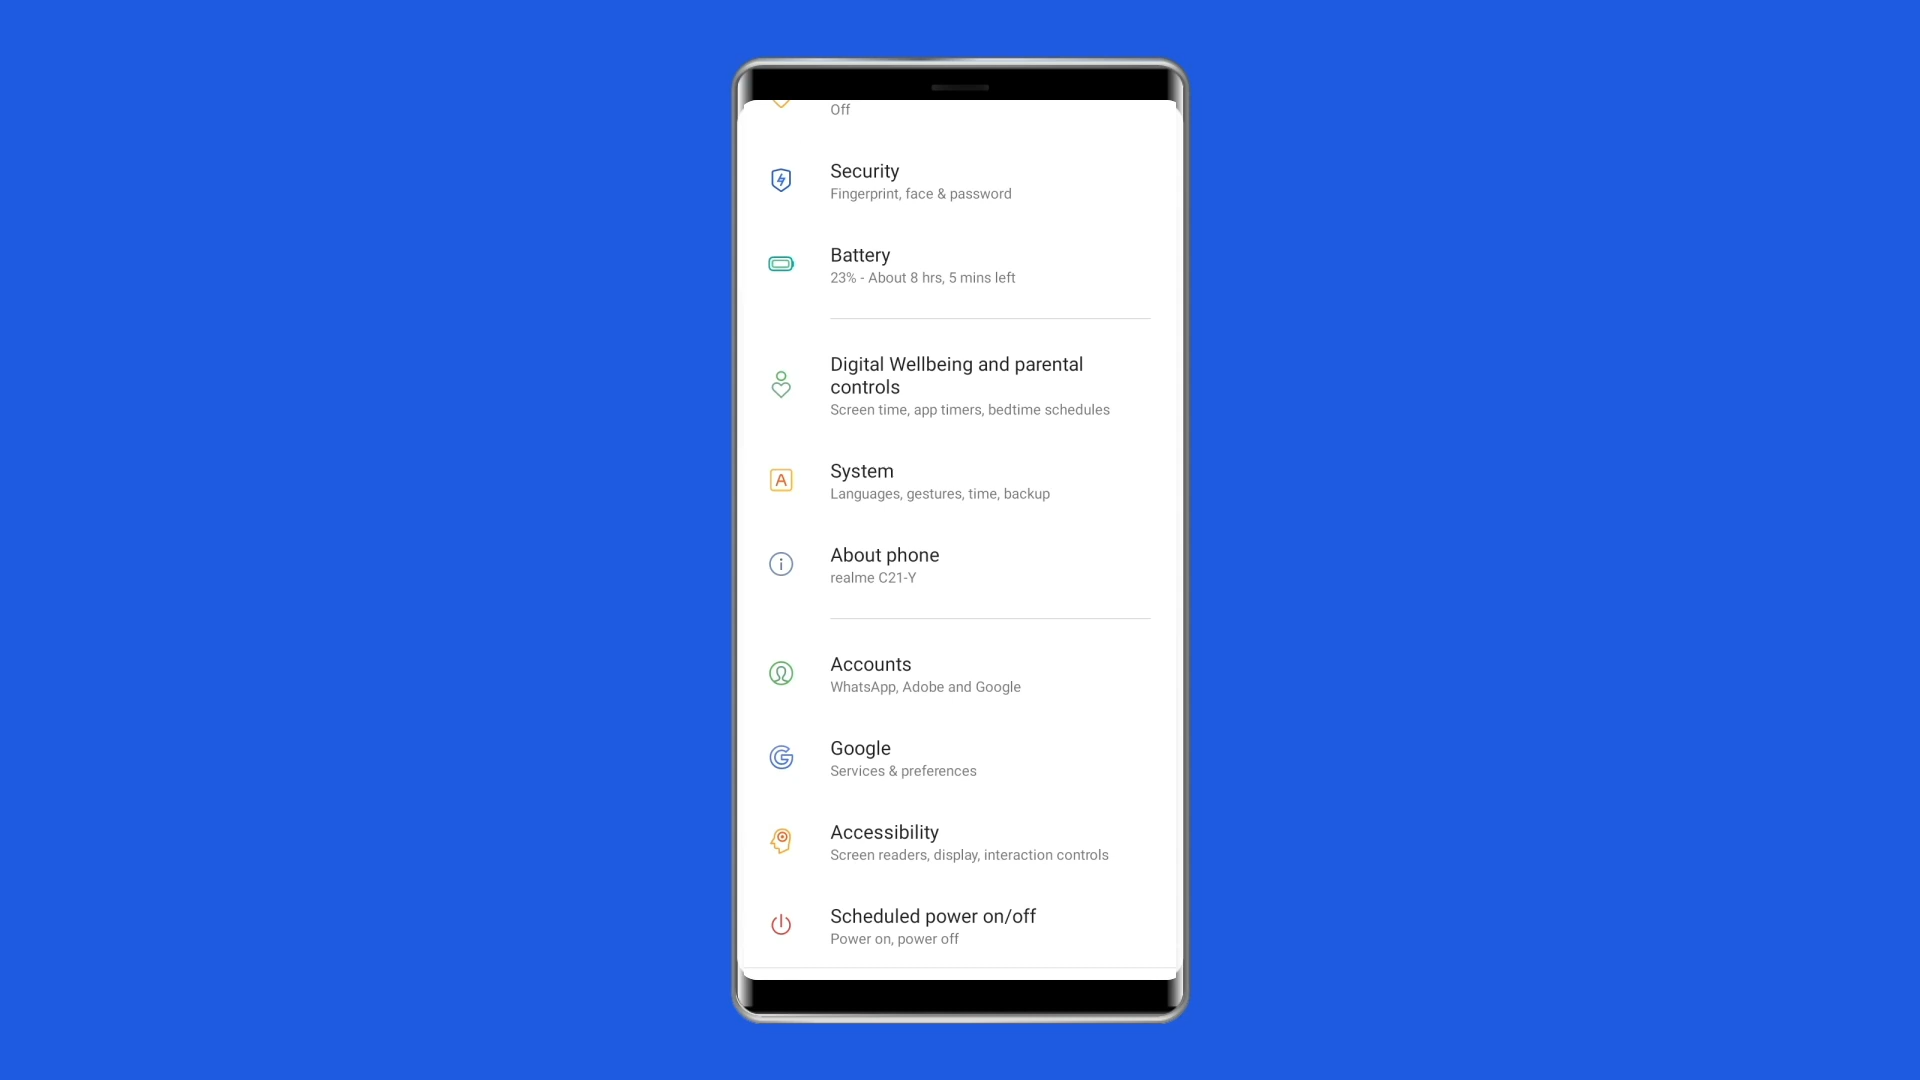 Off
Security
Fingerprint, face & password
Battery
23% - About 8 hrs, 5 mins left
Digital Wellbeing and parental
controls
Screen time, app timers, bedtime schedules
A
System
Languages, gestures, time, backup
About phone
realme C21-Y
Accounts
WhatsApp, Adobe and Google
Google
Services & preferences
Accessibility
Screen readers, display, interaction controls
Scheduled power on/off
Power on, power off